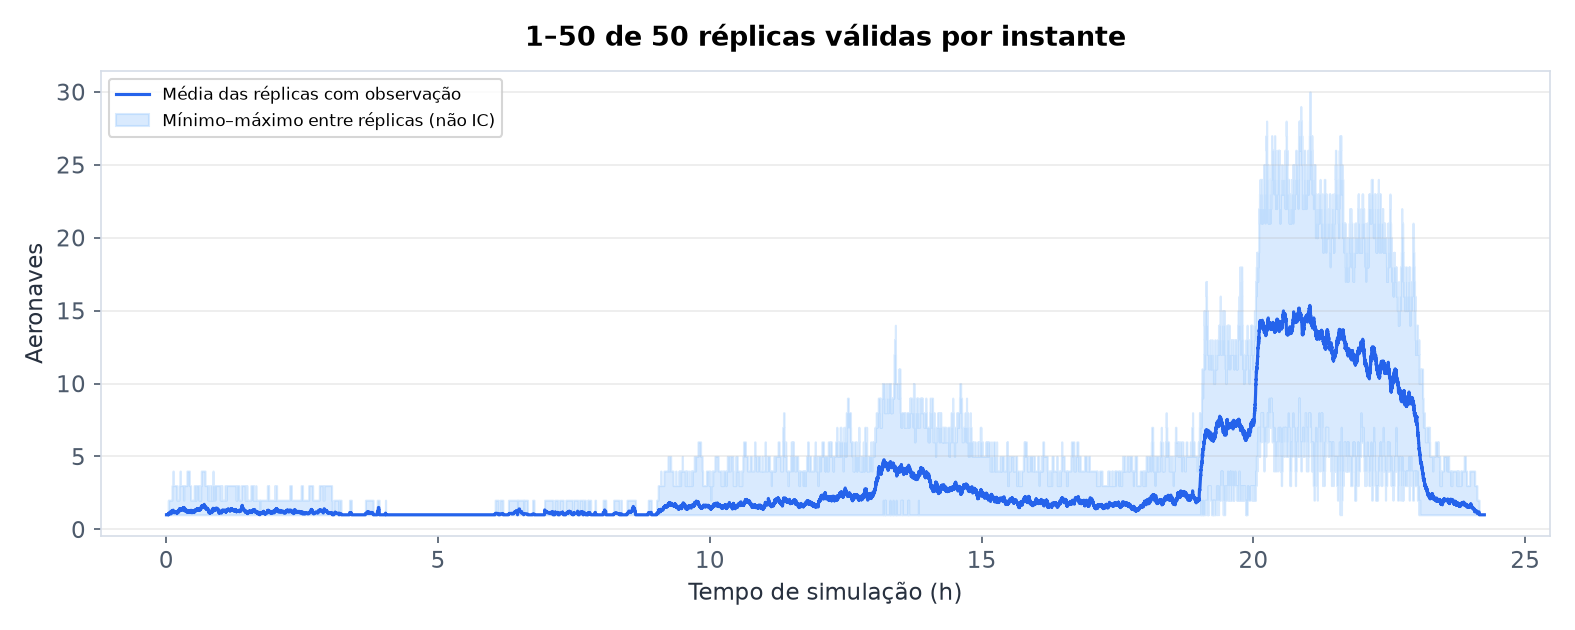 1–50 de 50 réplicas válidas por instante
Média das réplicas com observação
Mínimo–máximo entre réplicas (não IC)
Aeronaves
30
25
20
15
10
5
0
0 5 10 15 20 25
Tempo de simulação (h)